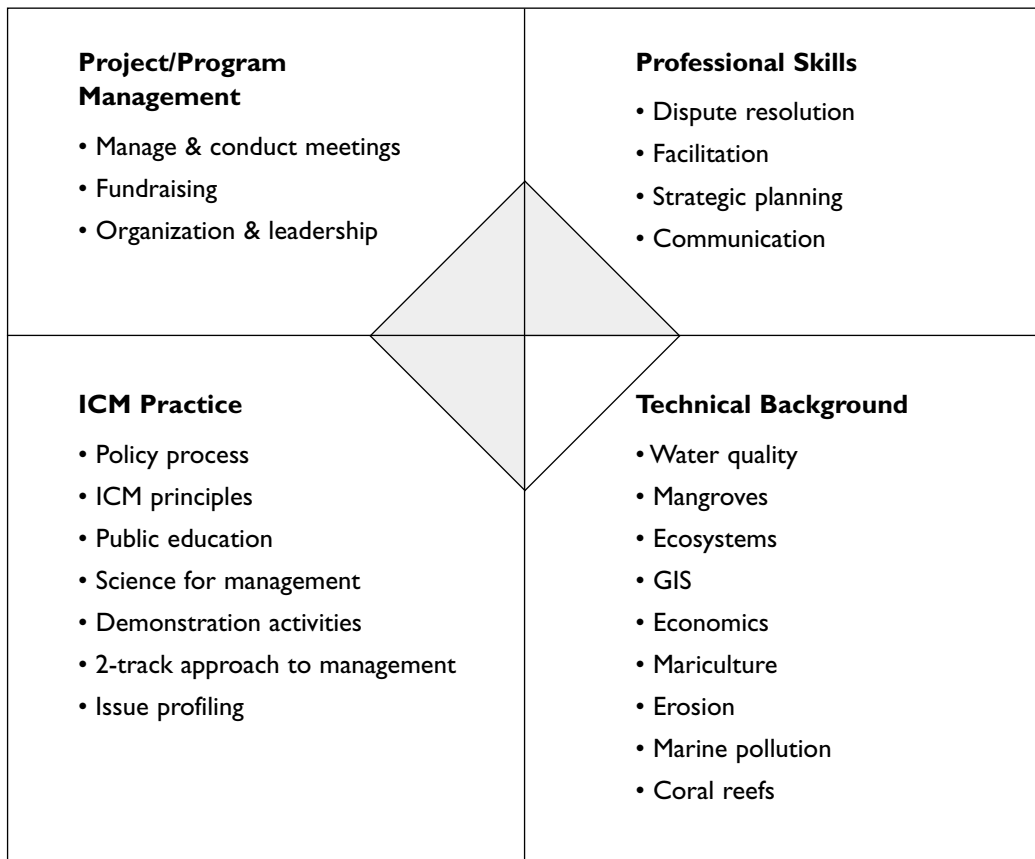 Project/Program
Management
• Manage & conduct meetings
• Fundraising
• Organization & leadership
Professional Skills
• Dispute resolution
• Facilitation
• Strategic planning
• Communication
ICM Practice
• Policy process
• ICM principles
• Public education
• Science for management
• Demonstration activities
• 2-track approach to management
• Issue profiling
Technical Background
• Water quality
• Mangroves
• Ecosystems
• GIS
• Economics
• Mariculture
• Erosion
• Marine pollution
• Coral reefs